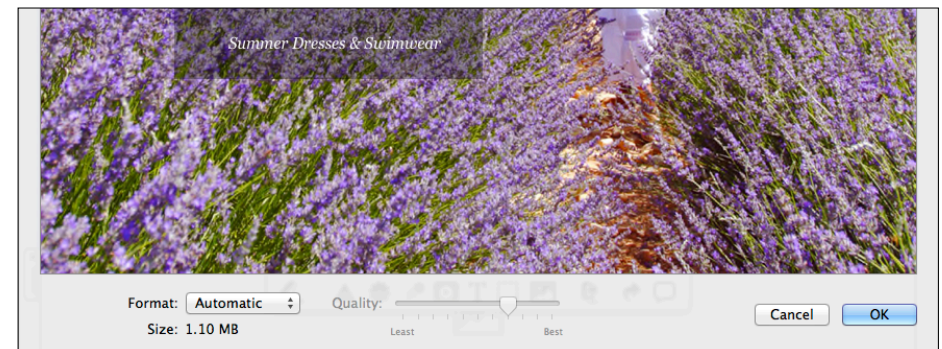 Summer Dresses & Swimwear
Format: Automatic Quality:
Cancel OK
Size: 1.10 MB
Least Best